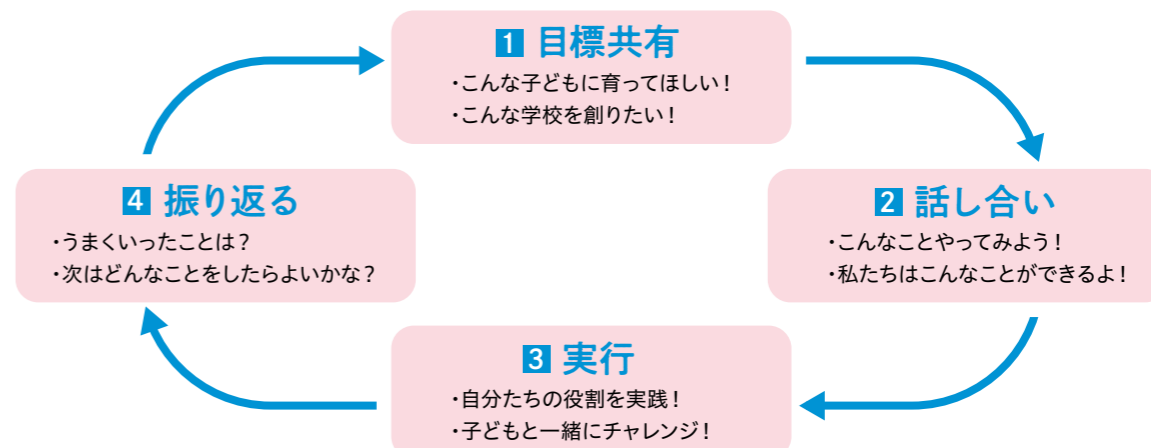 1 目標共有
・こんな子どもに育ってほしい！
・こんな学校を創りたい！
2 話し合い
・こんなことやってみよう！
・私たちはこんなことができるよ！
3 実行
・自分たちの役割を実践！
・子どもと一緒にチャレンジ！
4 振り返る
・うまくいったことは？
・次はどんなことをしたらよいかな？